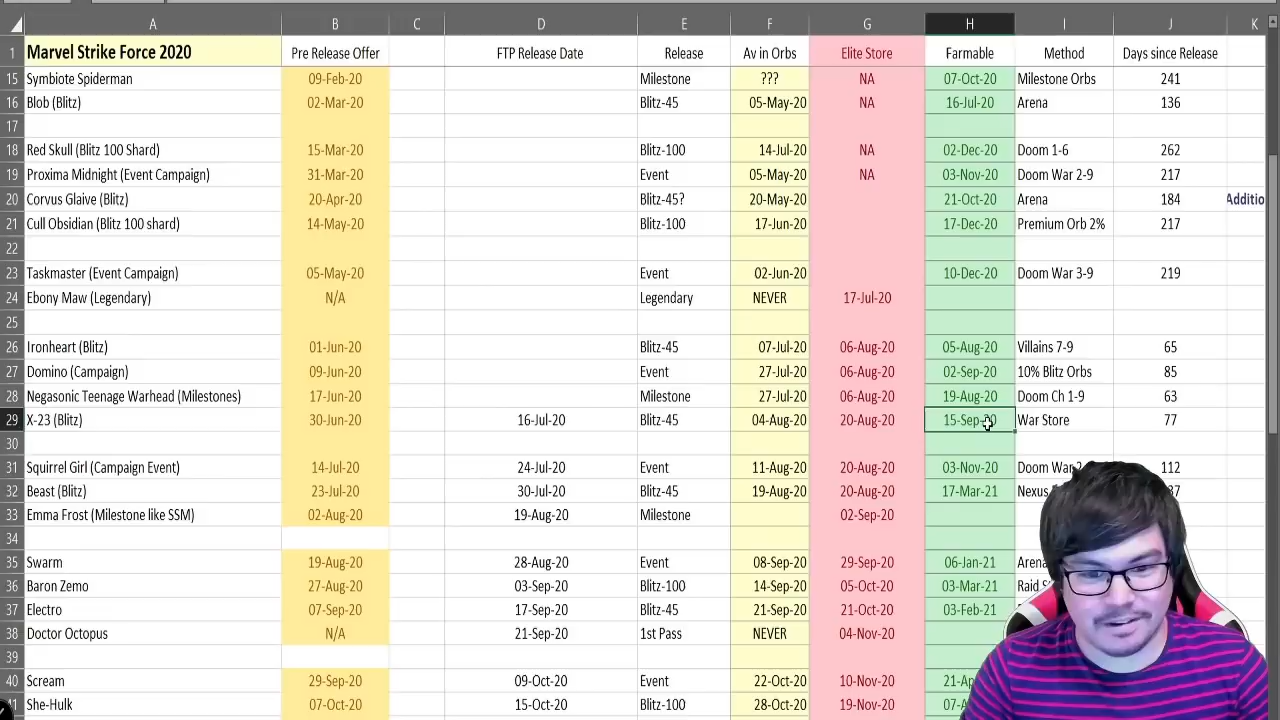 A B C D E F G H I J K
1 Marvel Strike Force 2020 Pre Release Offer FTP Release Date Release Av in Orbs Elite Store Farmable Method Days since Release
15 Symbiote Spiderman 09-Feb-20 Milestone ??? NA 07-Oct-20 Milestone Orbs 241
16 Blob (Blitz) 02-Mar-20 Blitz-45 05-May-20 NA 16-Jul-20 Arena 136
17
18 Red Skull (Blitz 100 Shard) 15-Mar-20 Blitz-100 14-Jul-20 NA 02-Dec-20 Doom 1-6 262
19 Proxima Midnight (Event Campaign) 31-Mar-20 Event 05-May-20 NA 03-Nov-20 Doom War 2-9 217
20 Corvus Glaive (Blitz) 20-Apr-20 Blitz-45? 20-May-20 21-Oct-20 Arena 184 Additio
21 Cull Obsidian (Blitz 100 shard) 14-May-20 Blitz-100 17-Jun-20 17-Dec-20 Premium Orb 2% 217
22
23 Taskmaster (Event Campaign) 05-May-20 Event 02-Jun-20 10-Dec-20 Doom War 3-9 219
24 Ebony Maw (Legendary) N/A Legendary NEVER 17-Jul-20
25
26 Ironheart (Blitz) 01-Jun-20 Blitz-45 07-Jul-20 06-Aug-20 05-Aug-20 Villains 7-9 65
27 Domino (Campaign) 09-Jun-20 Event 27-Jul-20 06-Aug-20 02-Sep-20 10% Blitz Orbs 85
28 Negasonic Teenage Warhead (Milestones) 17-Jun-20 Milestone 27-Jul-20 06-Aug-20 19-Aug-20 Doom Ch 1-9 63
29 X-23 (Blitz) 30-Jun-20 16-Jul-20 Blitz-45 04-Aug-20 20-Aug-20 15-Sep-20 War Store 77
30
31 Squirrel Girl (Campaign Event) 14-Jul-20 24-Jul-20 Event 11-Aug-20 20-Aug-20 03-Nov-20 Doom War 112
32 Beast (Blitz) 23-Jul-20 30-Jul-20 Blitz-45 19-Aug-20 20-Aug-20 17-Mar-21 Nexus
33 Emma Frost (Milestone like SSM) 02-Aug-20 19-Aug-20 Milestone 02-Sep-20
34
35 Swarm 19-Aug-20 28-Aug-20 Event 08-Sep-20 29-Sep-20 06-Jan-21 Arena
36 Baron Zemo 27-Aug-20 03-Sep-20 Blitz-100 14-Sep-20 05-Oct-20 03-Mar-21 Raid
37 Electro 07-Sep-20 17-Sep-20 Blitz-45 21-Sep-20 21-Oct-20 03-Feb-21
38 Doctor Octopus N/A 21-Sep-20 1st Pass NEVER 04-Nov-20
39
40 Scream 29-Sep-20 09-Oct-20 Event 22-Oct-20 10-Nov-20
41 She-Hulk 07-Oct-20 15-Oct-20 Blitz-100 28-Oct-20 19-Nov-20